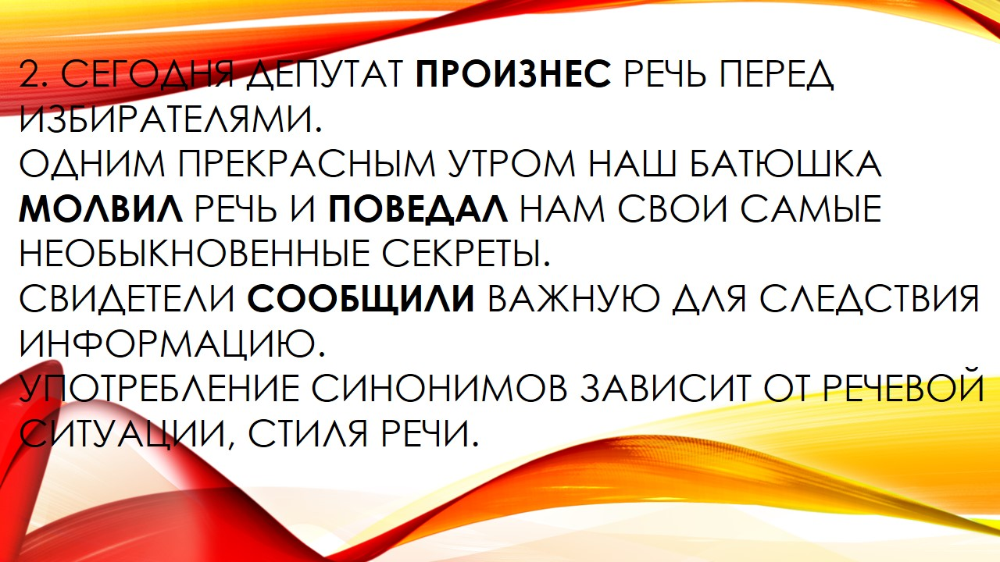 2. СЕГОДНЯ ДЕПУТАТ ПРОИЗНЕС РЕЧЬ ПЕРЕД
ИЗБИРАТЕЛЯМИ.
ОДНИМ ПРЕКРАСНЫМ УТРОМ НАШ БАТЮШКА
МОЛВИЛ РЕЧЬ И ПОВЕДАЛ НАМ СВОИ САМЫЕ
НЕОБЫКНОВЕННЫЕ СЕКРЕТЫ.
СВИДЕТЕЛИ СООБЩИЛИ ВАЖНУЮ ДЛЯ СЛЕДСТВИЯ
ИНФОРМАЦИЮ.
УПОТРЕБЛЕНИЕ СИНОНИМОВ ЗАВИСИТ ОТ РЕЧЕВОЙ
СИТУАЦИИ, СТИЛЯ РЕЧИ.